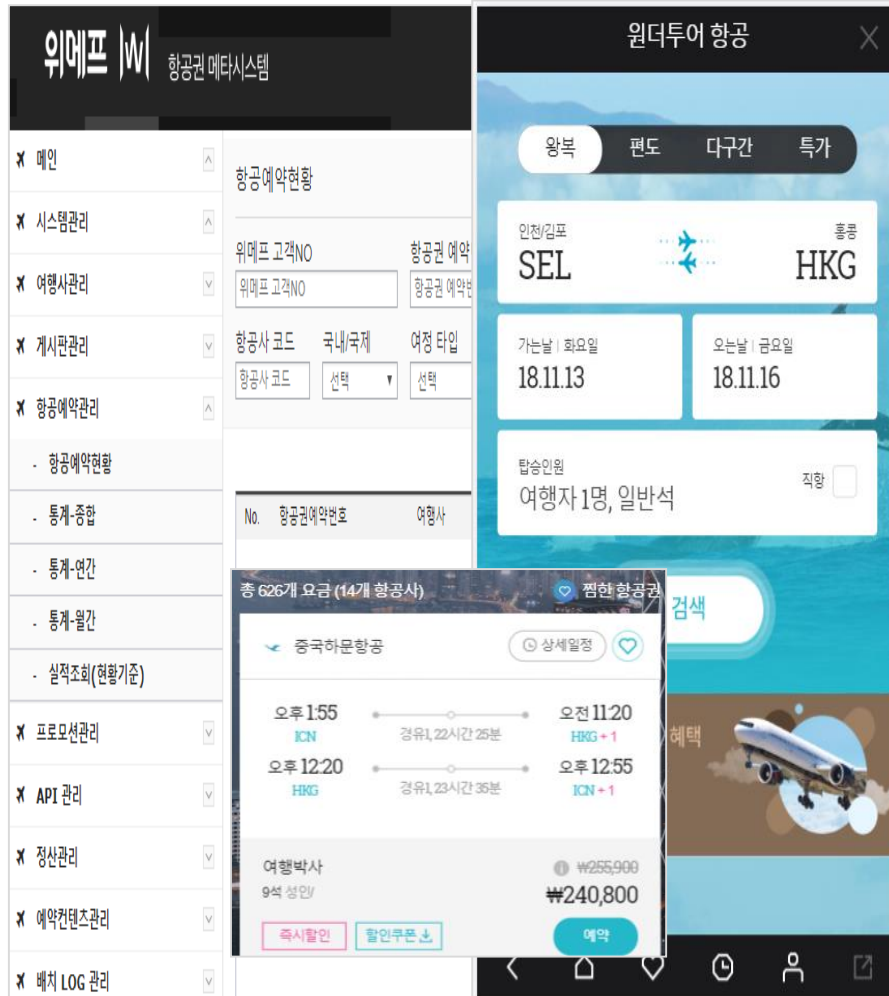 위메프 W 항공권 메타시스템
메인
시스템관리
여행사관리
게시판관리
항공예약관리
- 항공예약현황
- 통계-종합
- 통계-연간
- 통계-월간
- 실적조회(현황기준)
프로모션관리
API 관리
정산관리
예약컨텐츠관리
배치 LOG 관리
항공예약현황
위메프 고객NO
항공권 예약
위메프 고객NO
항공권 예약번
항공사 코드
국내/국제
여정 타입
항공사 코드
선택
선택
No.
항공권예약번호
여행사
원더투어 항공
X
왕복
편도
다구간
특가
인천/김포
SEL
홍콩
HKG
가는날 | 화요일
18.11.13
오는날 | 금요일
18.11.16
탑승인원
여행자 1명, 일반석
직항
검색
혜택
총 626개 요금 (14개 항공사)
찜한 항공권
중국하문항공
상세일정
오후 1:55
ICN
경유1, 22시간 25분
오전 11:20
HKG + 1
오후 12:20
HKG
경유1, 23시간 35분
오후 12:55
ICN + 1
여행박사
9석 성인/
₩255,900
₩240,800
즉시할인
할인쿠폰
예약